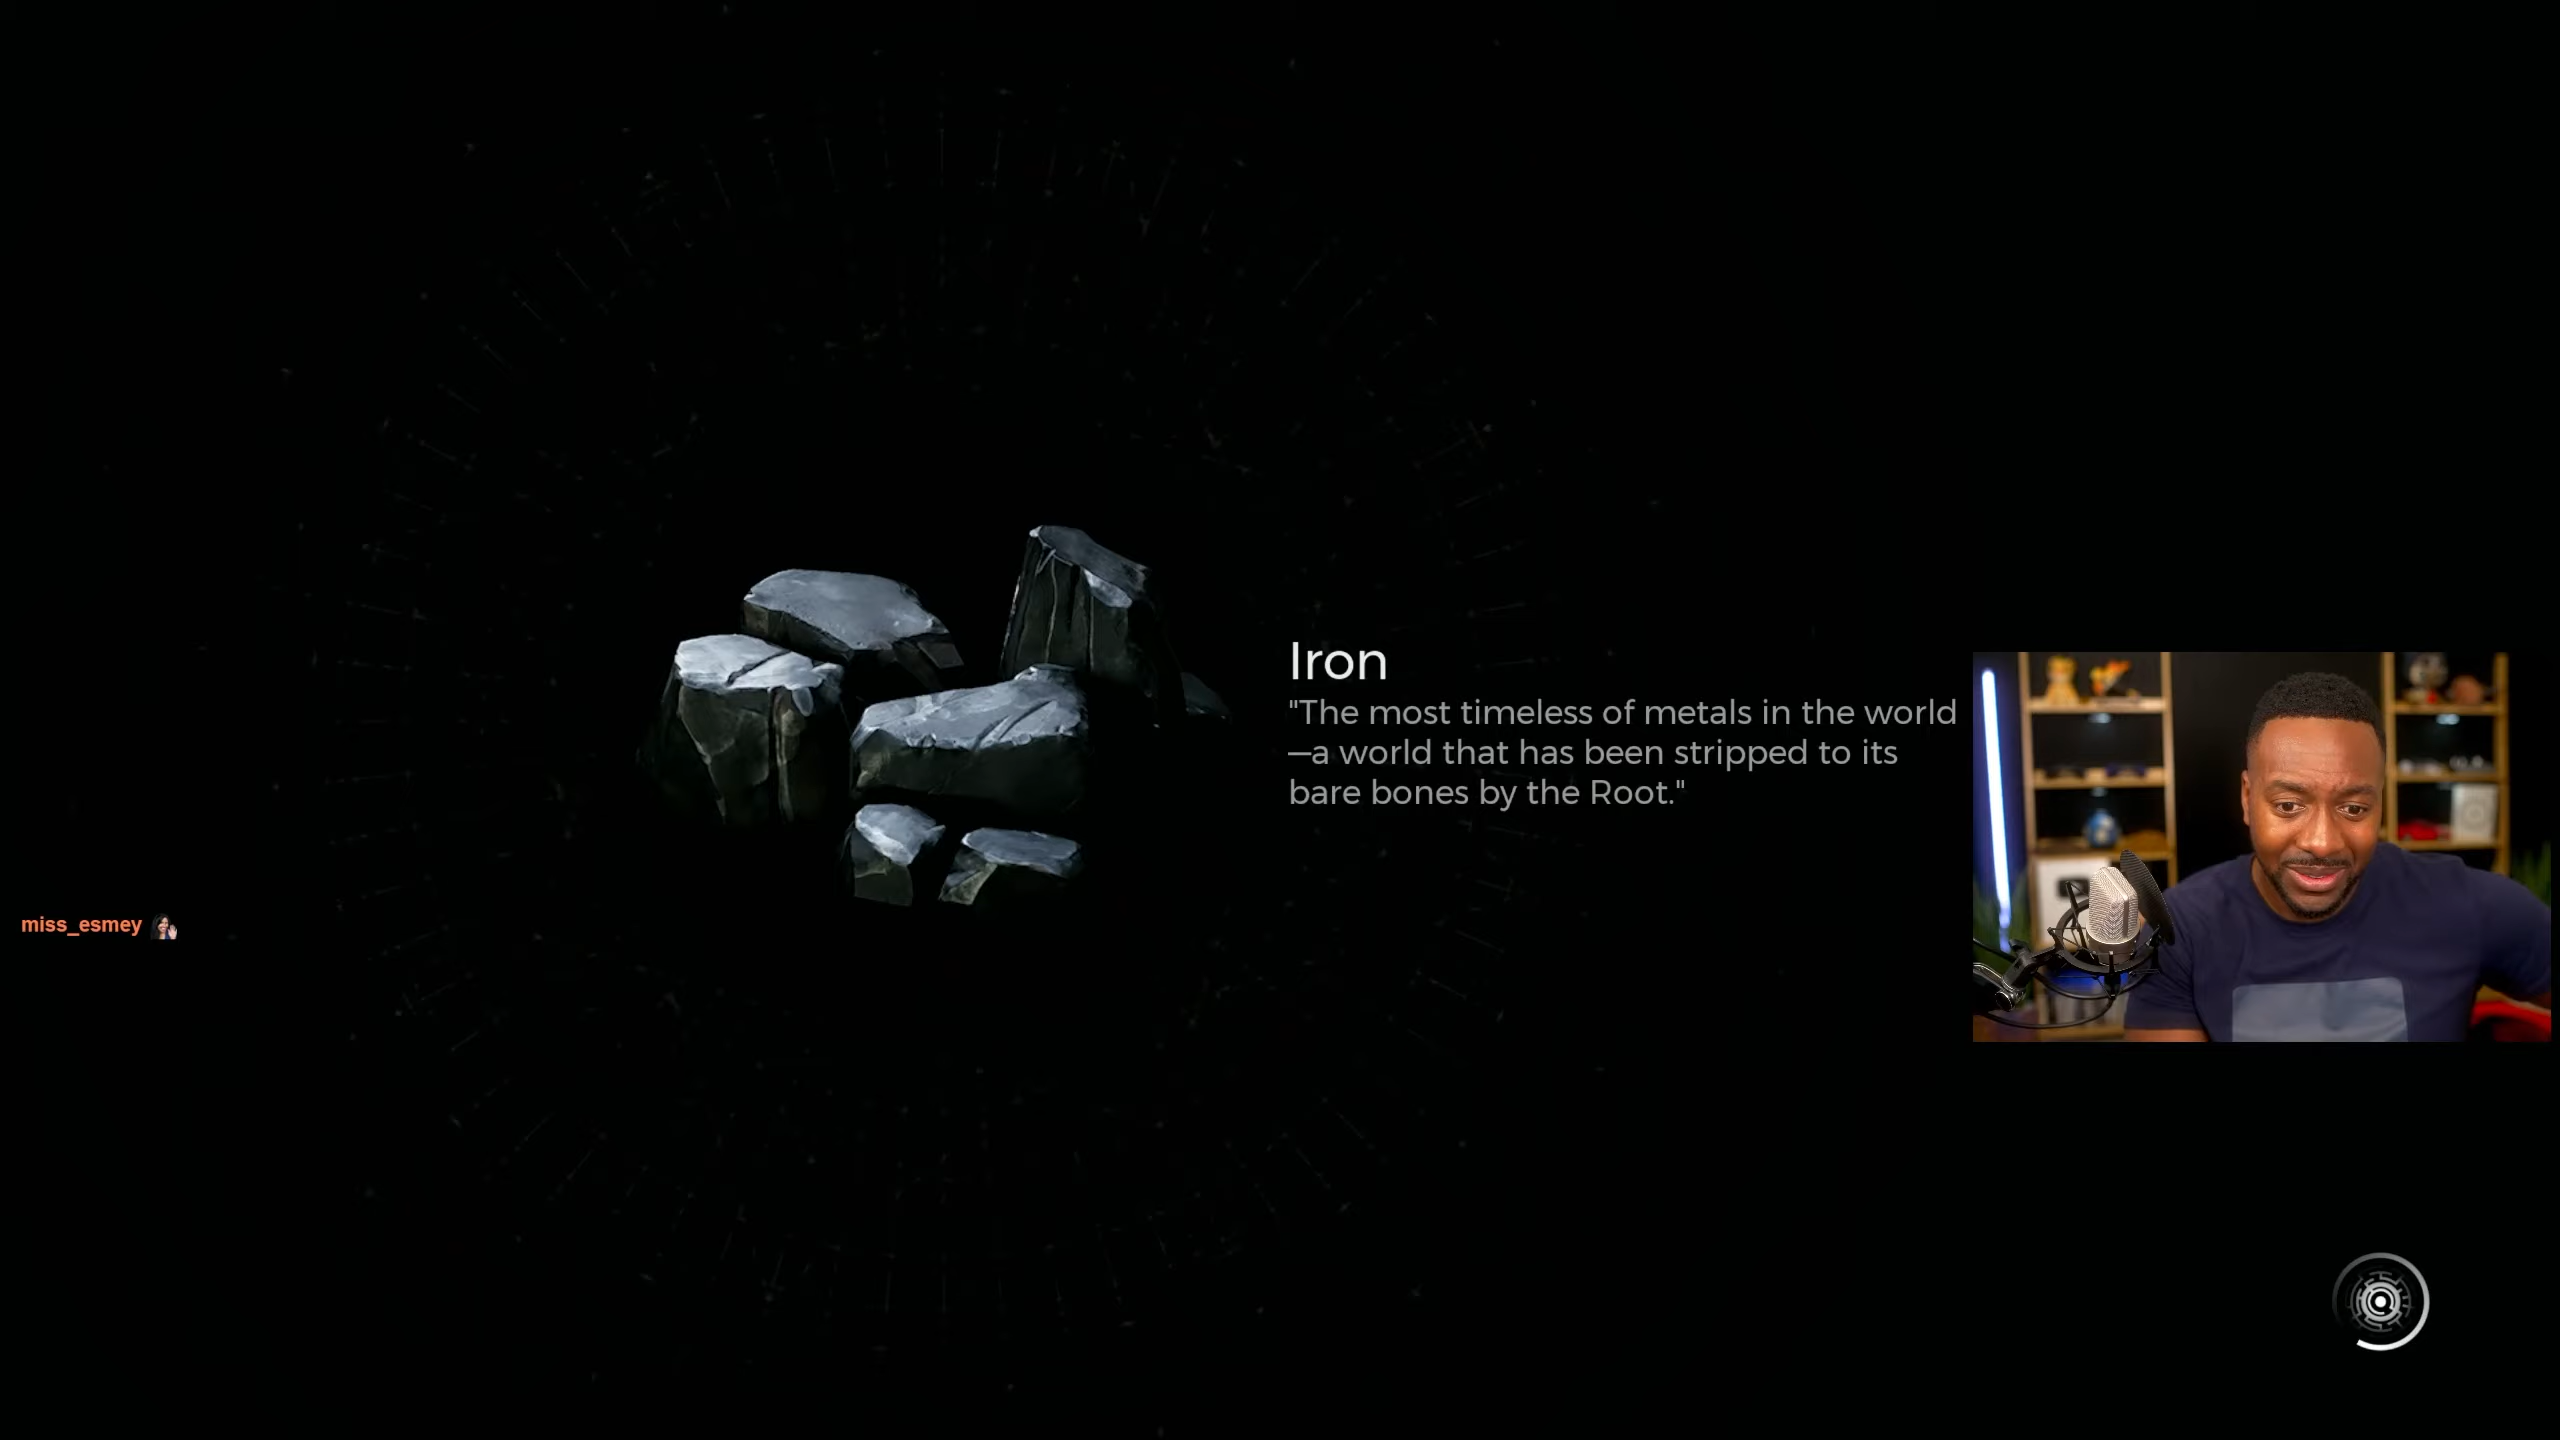 Iron
"The most timeless of metals in the world
—a world that has been stripped to its
bare bones by the Root."
miss_esmey